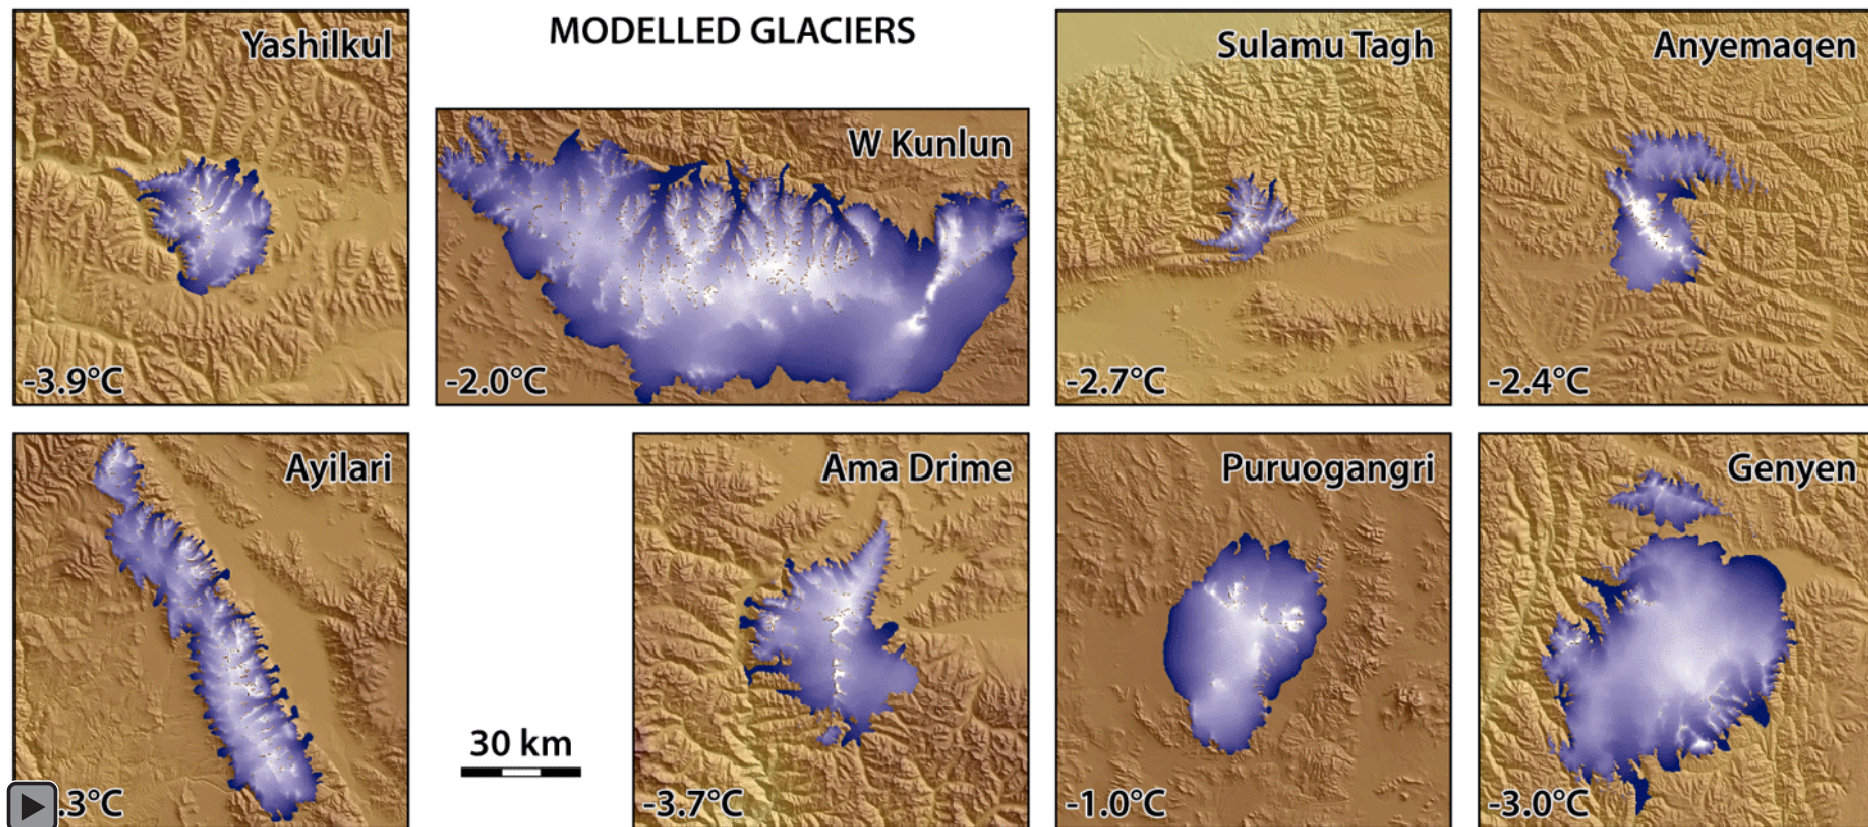 MODELLED GLACIERS
Yashilkul
-3.9°C
W Kunlun
-2.0°C
Sulamu Tagh
-2.7°C
Anyemaqen
-2.4°C
Ayilari
.3°C
30 km
Ama Drime
-3.7°C
Puruogangri
-1.0°C
Genyen
-3.0°C